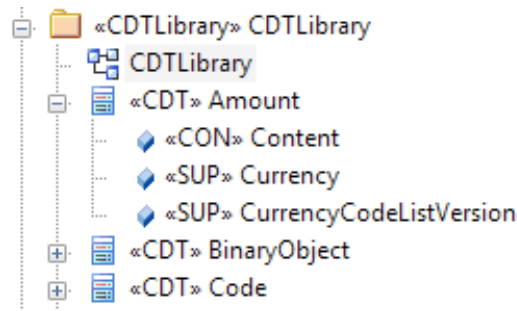 «CDTLibrary» CDTLibrary
CDTLibrary
«CDT» Amount
«CON» Content
«SUP» Currency
«SUP» CurrencyCodeListVersion
«CDT» BinaryObject
«CDT» Code